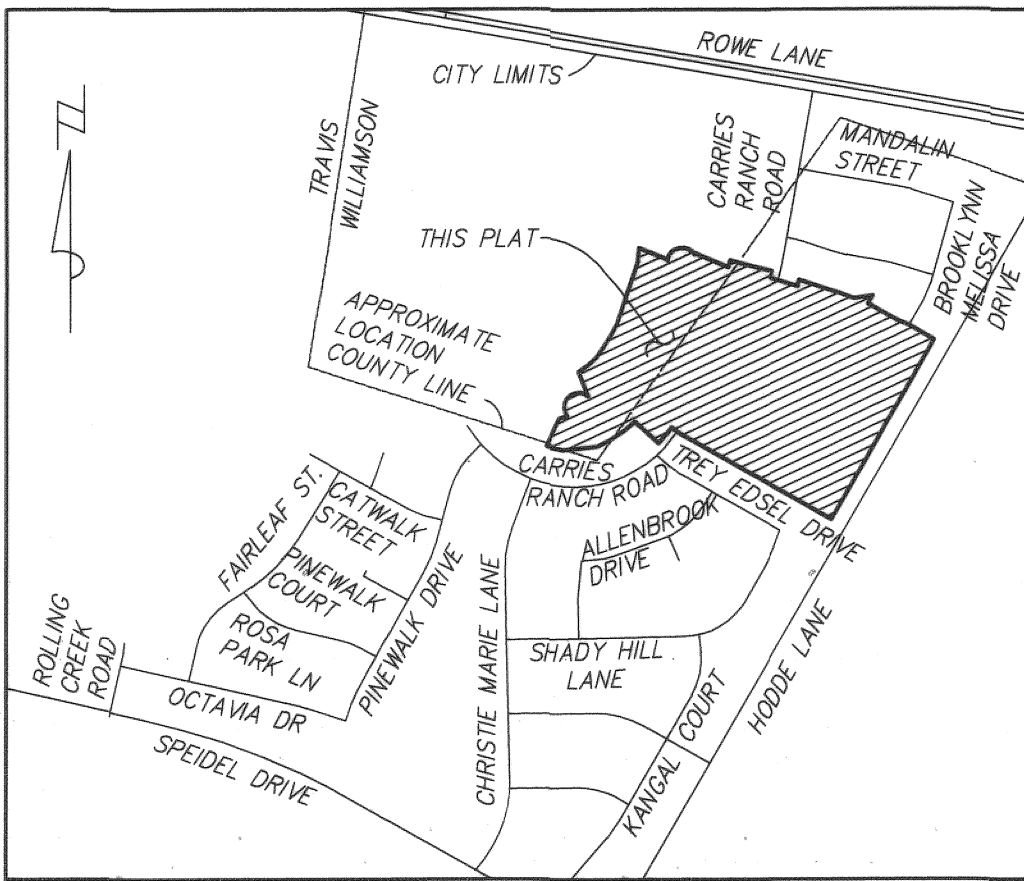 ROWE LANE
CITY LIMITS
TRAVIS
WILLIAMSON
CARRIES
RANCH
ROAD
MANDALIN
STREET
N
THIS PLAT
BROOKLYNN
MELISSA
DRIVE
APPROXIMATE
LOCATION
COUNTY LINE
CARRIES
RANCH ROAD
TREY EDSEL DRIVE
FAIRLEAF ST.
CATWALK
STREET
ALLENBROOK
DRIVE
PINEWALK
COURT
PINEWALK DRIVE
CHRISTIE MARIE LANE
ROSA
PARK LN
ROLLING
CREEK
ROAD
SHADY HILL
LANE
HODDE LANE
OCTAVIA DR
KANGAL COURT
SPEIDEL DRIVE